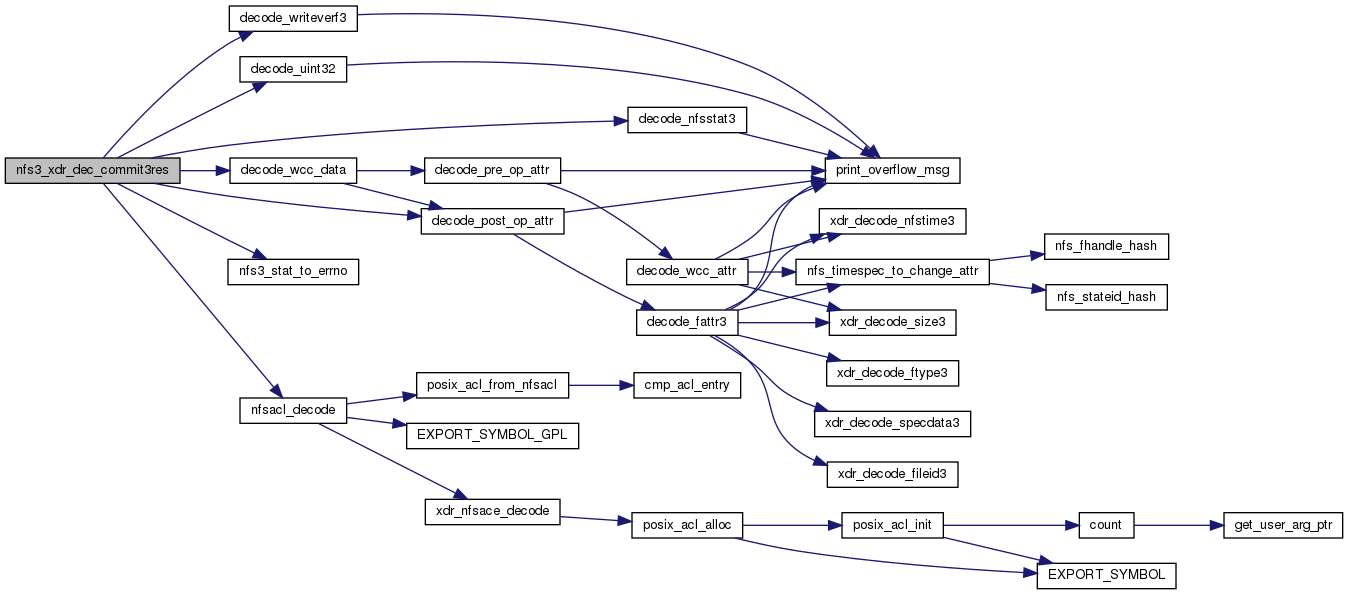 decode_writeverf3
decode_uint32
decode_nfsstat3
nfs3_xdr_dec_commit3res
decode_wcc_data
decode_pre_op_attr
print_overflow_msg
decode_post_op_attr
xdr_decode_nfstime3
nfs_fhandle_hash
nfs3_stat_to_errno
decode_wcc_attr
nfs_timespec_to_change_attr
nfs_stateid_hash
decode_fattr3
xdr_decode_size3
xdr_decode_ftype3
posix_acl_from_nfsacl
cmp_acl_entry
nfsacl_decode
xdr_decode_specdata3
EXPORT_SYMBOL_GPL
xdr_decode_fileid3
xdr_nfsace_decode
posix_acl_alloc
posix_acl_init
count
get_user_arg_ptr
EXPORT_SYMBOL